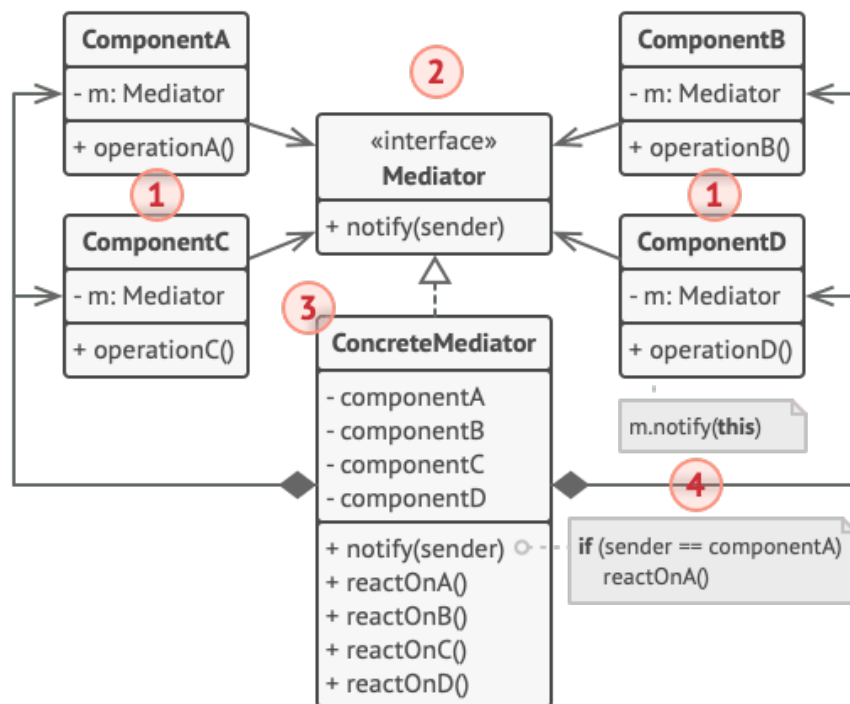 ComponentA
- m: Mediator
+ operationA()
1
ComponentC
- m: Mediator
+ operationC()
2
«interface»
Mediator
+ notify(sender)
ComponentB
- m: Mediator
+ operationB()
1
ComponentD
- m: Mediator
+ operationD()
m.notify(this)
3
ConcreteMediator
- componentA
- componentB
- componentC
- componentD
+ notify(sender)
+ reactOnA()
+ reactOnB()
+ reactOnC()
+ reactOnD()
4
if (sender == componentA)
reactOnA()